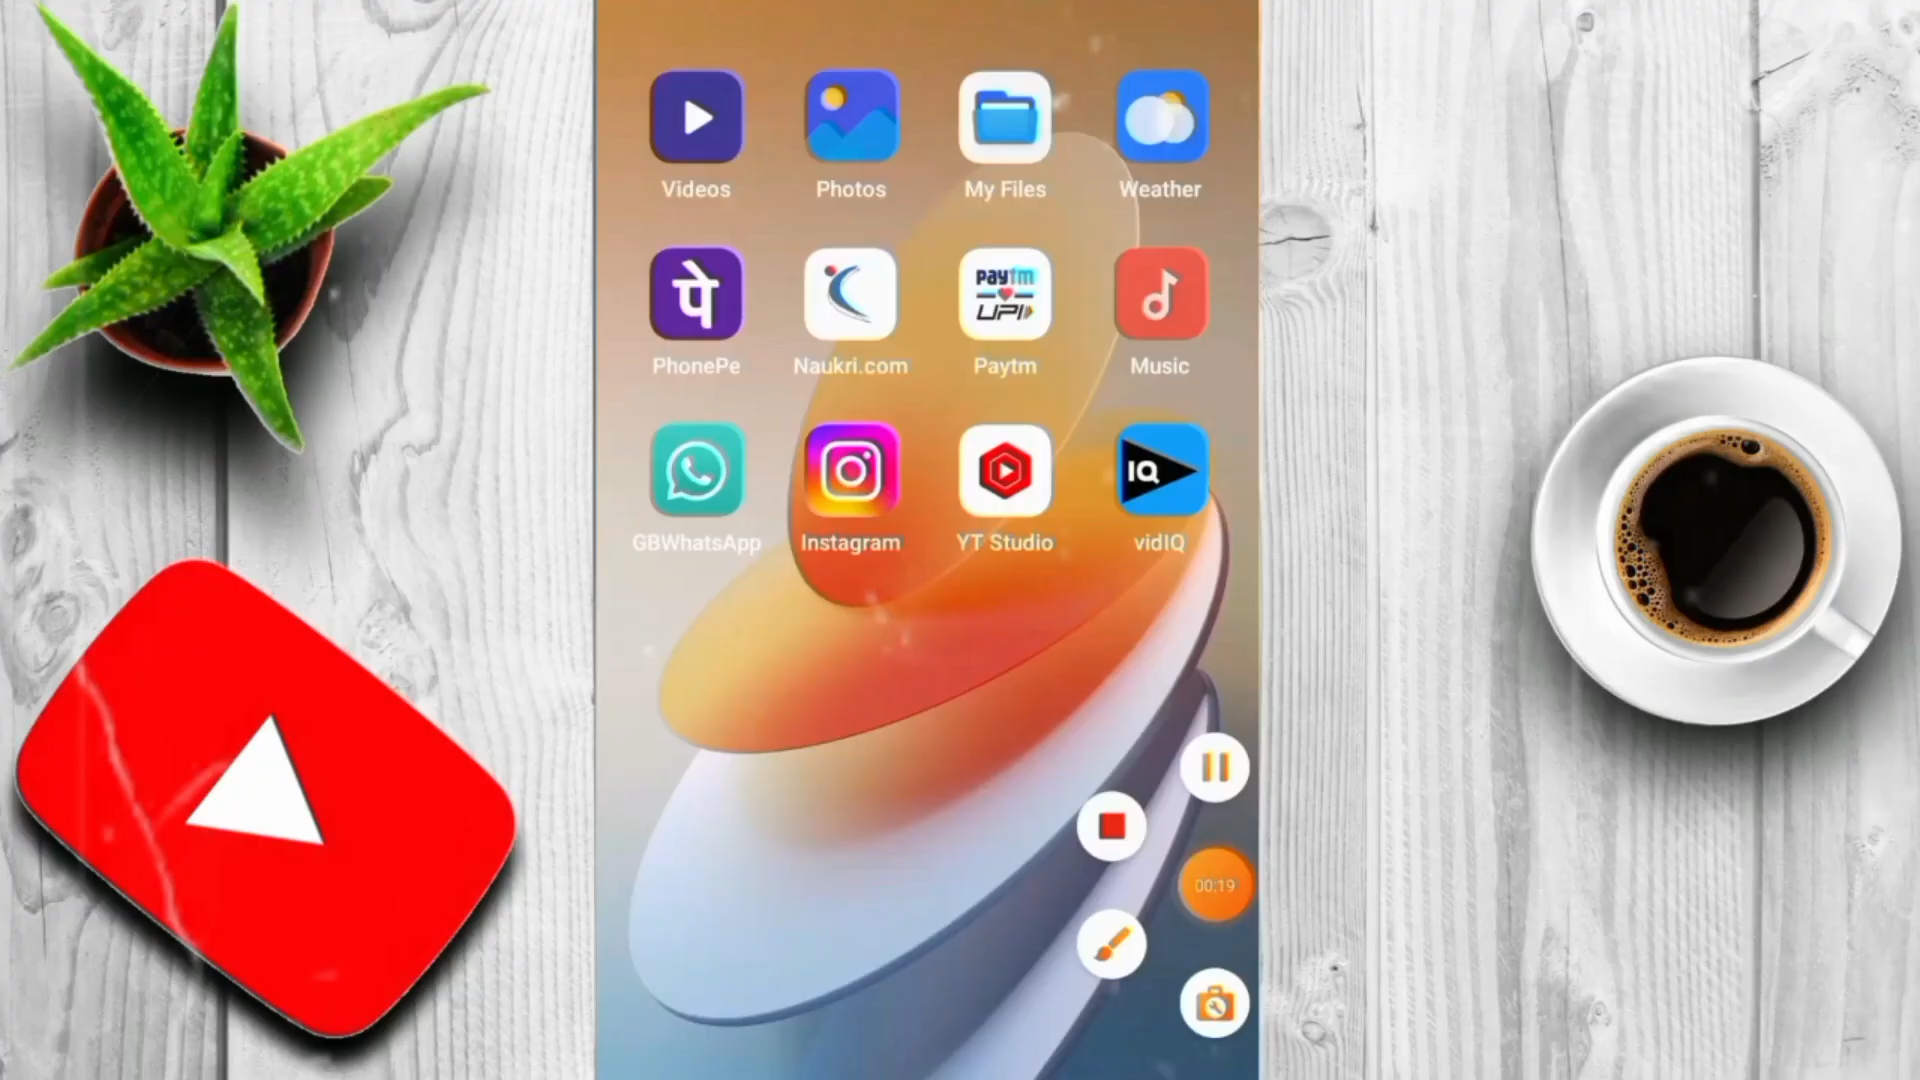 Videos Photos My Files Weather
पे
paytm
UPI
PhonePe Naukri.com Paytm Music
IQ
GBWhatsApp Instagram YT Studio vidIQ
00:19